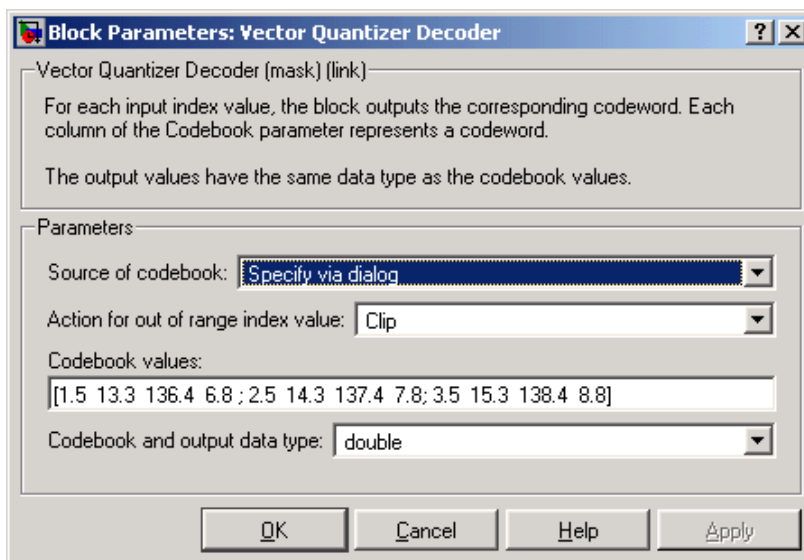 Block Parameters: Vector Quantizer Decoder
Vector Quantizer Decoder (mask) (link)
For each input index value, the block outputs the corresponding codeword. Each
column of the Codebook parameter represents a codeword.
The output values have the same data type as the codebook values.
Parameters
Source of codebook: Specify via dialog
Action for out of range index value: Clip
Codebook values:
[1.5 13.3 136.4 6.8 ; 2.5 14.3 137.4 7.8; 3.5 15.3 138.4 8.8]
Codebook and output data type: double
OK Cancel Help Apply